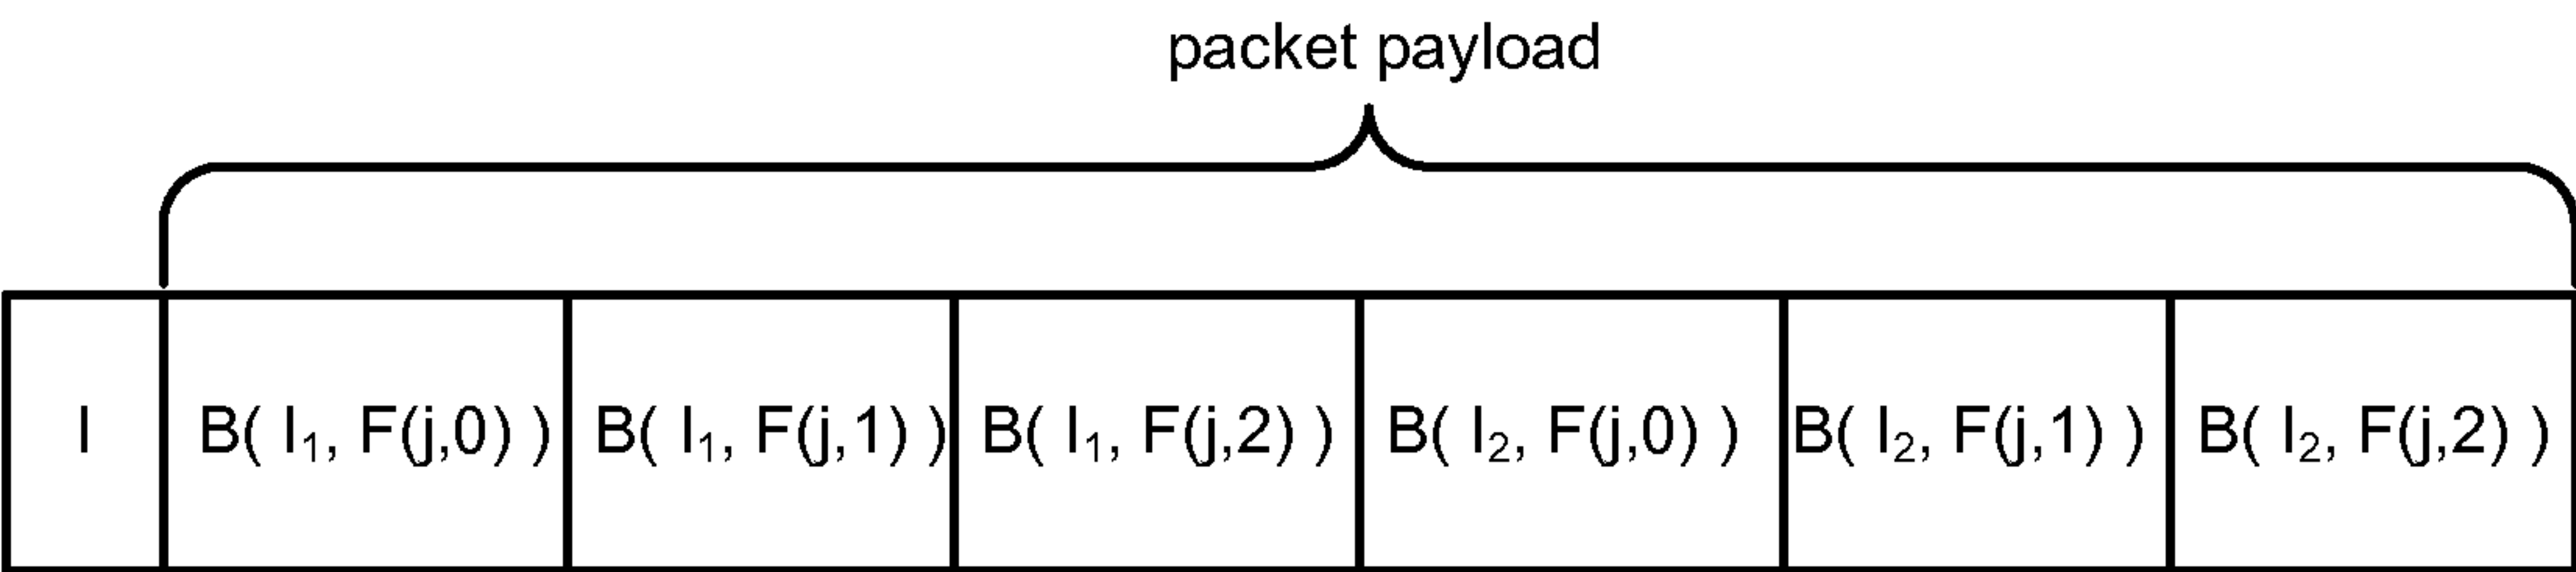 packet payload
I B( I₁, F(j,0) ) B( I₁, F(j,1) ) B( I₁, F(j,2) ) B( I₂, F(j,0) ) B( I₂, F(j,1) ) B( I₂, F(j,2) )